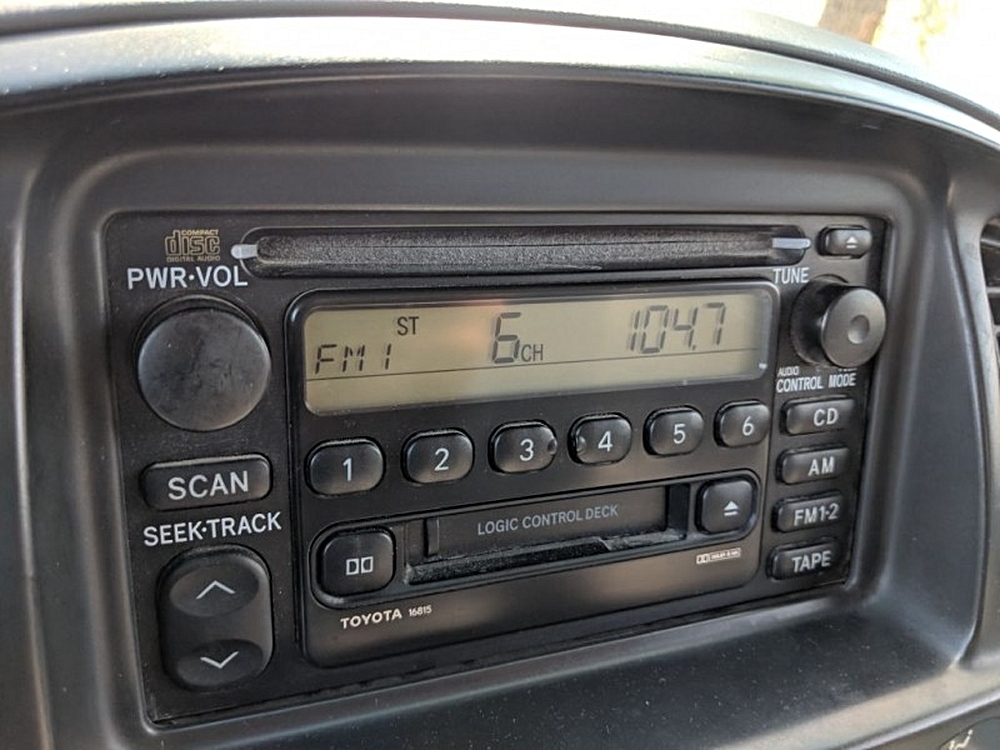 COMPACT
disc
DIGITAL AUDIO
PWR·VOL
TUNE
ST
6CH
104.7
FM1
AUDIO
CONTROL MODE
1
2
3
4
5
6
CD
SCAN
AM
SEEK·TRACK
LOGIC CONTROL DECK
FM1·2
TAPE
TOYOTA 16815